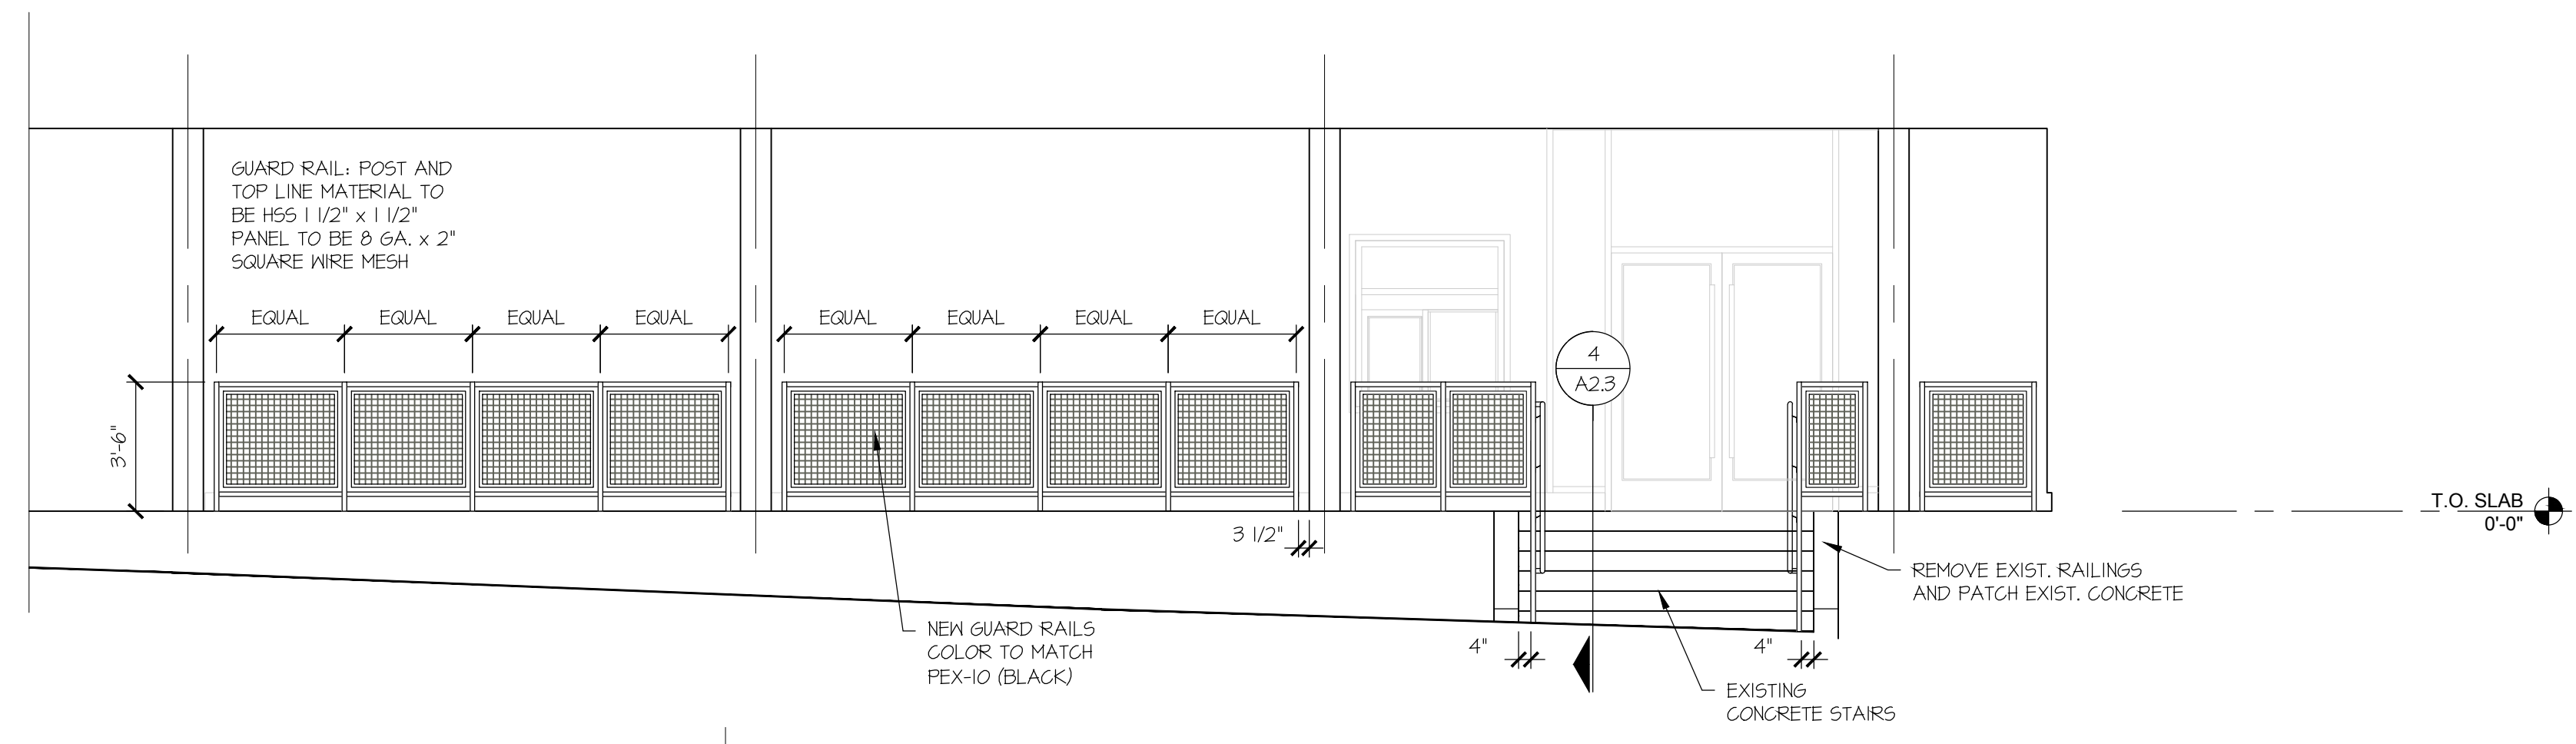 GUARD RAIL: POST AND
TOP LINE MATERIAL TO
BE HSS 1 1/2" x 1 1/2"
PANEL TO BE 8 GA. x 2"
SQUARE WIRE MESH
EQUAL EQUAL EQUAL EQUAL
EQUAL EQUAL EQUAL EQUAL
4
A2.3
3'-6"
T.O. SLAB
0'-0"
3 1/2"
REMOVE EXIST. RAILINGS
AND PATCH EXIST. CONCRETE
NEW GUARD RAILS
COLOR TO MATCH
PEX-10 (BLACK)
4"
4"
EXISTING
CONCRETE STAIRS